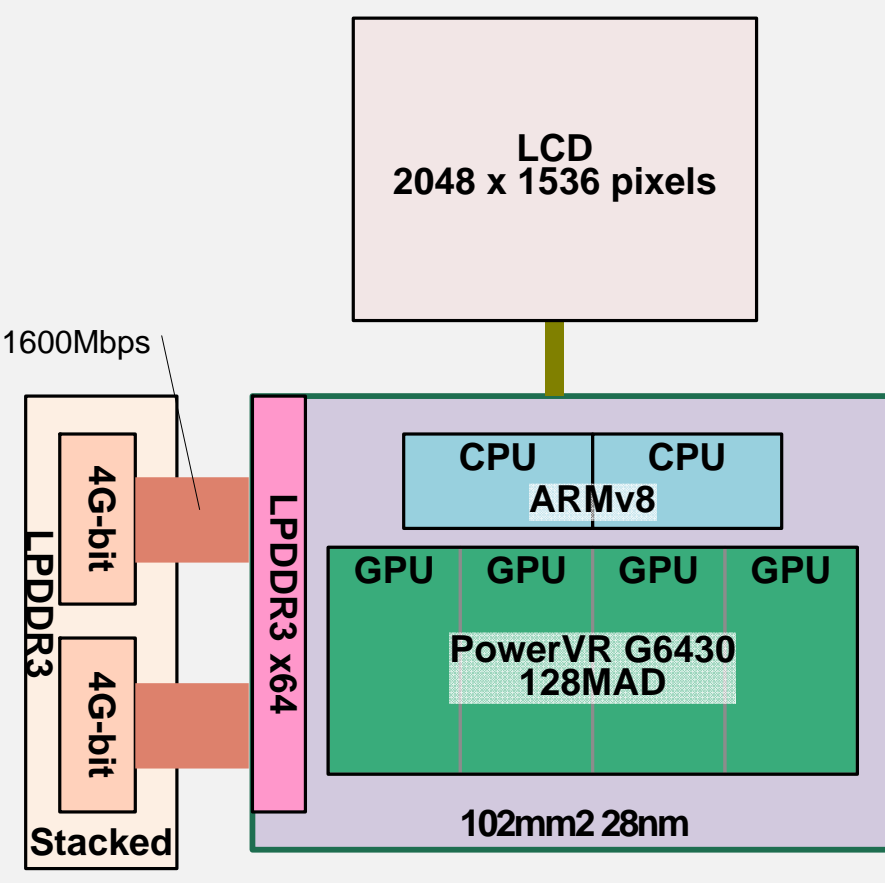 LCD
2048 x 1536 pixels
1600Mbps
CPU
CPU
ARMv8
4G-bit
LPDDR3
LPDDR3 x64
GPU
GPU
GPU
GPU
PowerVR G6430
128MAD
4G-bit
102mm2 28nm
Stacked